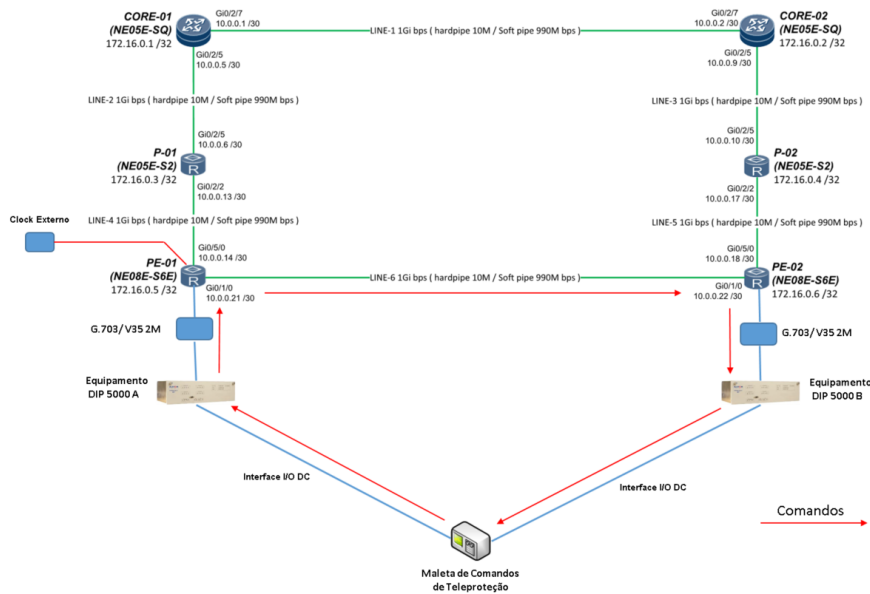 CORE-01
(NE05E-SQ)
172.16.0.1 /32
Gi0/2/7
10.0.0.1 /30
LINE-1 1Gi bps ( hardpipe 10M / Soft pipe 990M bps )
Gi0/2/7
10.0.0.2 /30
CORE-02
(NE05E-SQ)
172.16.0.2 /32
Gi0/2/5
10.0.0.5 /30
Gi0/2/5
10.0.0.9 /30
LINE-2 1Gi bps ( hardpipe 10M / Soft pipe 990M bps )
LINE-3 1Gi bps ( hardpipe 10M / Soft pipe 990M bps )
Gi0/2/5
10.0.0.6 /30
Gi0/2/5
10.0.0.10 /30
P-01
(NE05E-S2)
172.16.0.3 /32
R
R
P-02
(NE05E-S2)
172.16.0.4 /32
Gi0/2/2
10.0.0.13 /30
Gi0/2/2
10.0.0.17 /30
Clock Externo
LINE-4 1Gi bps ( hardpipe 10M / Soft pipe 990M bps )
LINE-5 1Gi bps ( hardpipe 10M / Soft pipe 990M bps )
Gi0/5/0
10.0.0.14 /30
Gi0/5/0
10.0.0.18 /30
PE-01
(NE08E-S6E)
172.16.0.5 /32
R
LINE-6 1Gi bps ( hardpipe 10M / Soft pipe 990M bps )
R
PE-02
(NE08E-S6E)
172.16.0.6 /32
Gi0/1/0
10.0.0.21 /30
Gi0/1/0
10.0.0.22 /30
G.703/ V35 2M
G.703/ V35 2M
Equipamento
DIP 5000 A
Equipamento
DIP 5000 B
Interface I/O DC
Interface I/O DC
Comandos
Maleta de Comandos
de Teleproteção